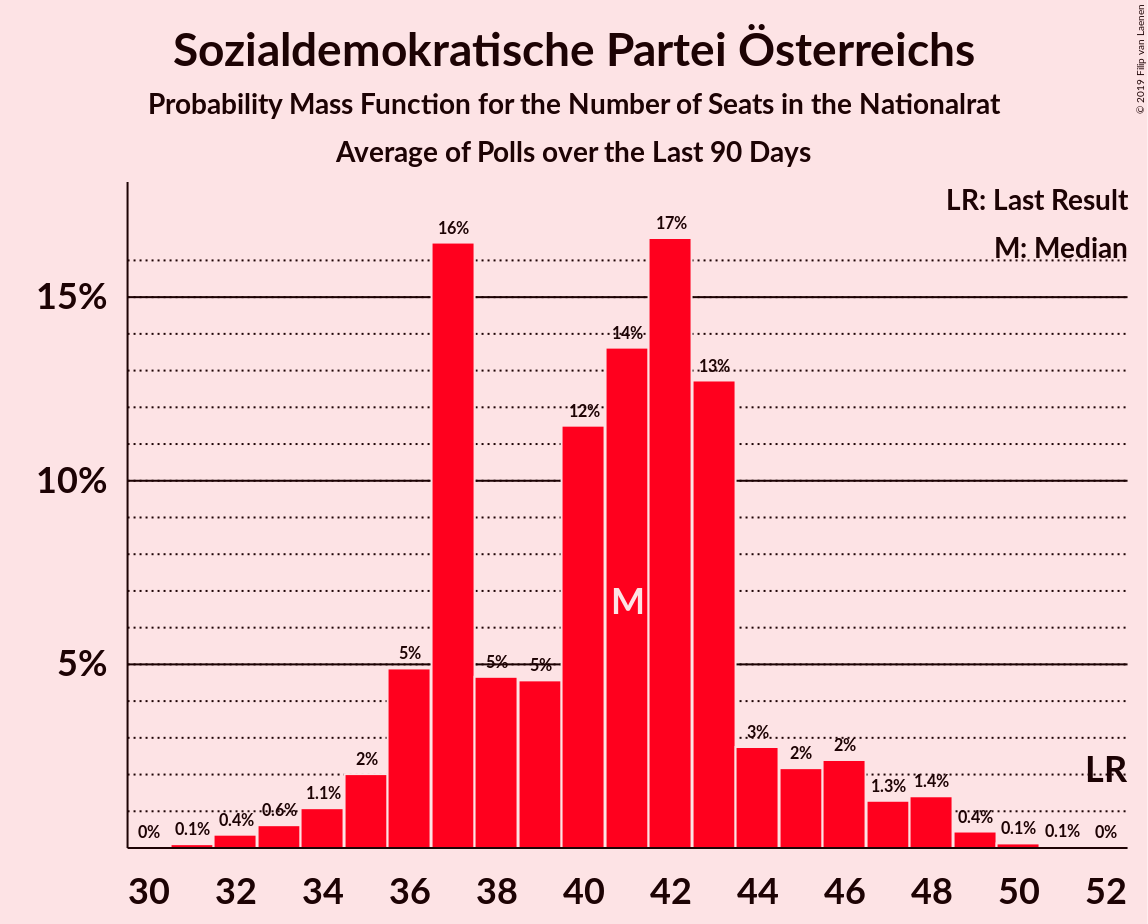 Sozialdemokratische Partei Österreichs
Probability Mass Function for the Number of Seats in the Nationalrat
Average of Polls over the Last 90 Days
© 2019 Filip van Laenen
LR: Last Result
M: Median
15%
10%
5%
0%
0.1%
0.4%
0.6%
1.1%
2%
5%
16%
5%
5%
12%
14%
17%
13%
3%
2%
2%
1.3%
1.4%
0.4%
0.1%
0.1%
0%
M
LR
30 32 34 36 38 40 42 44 46 48 50 52